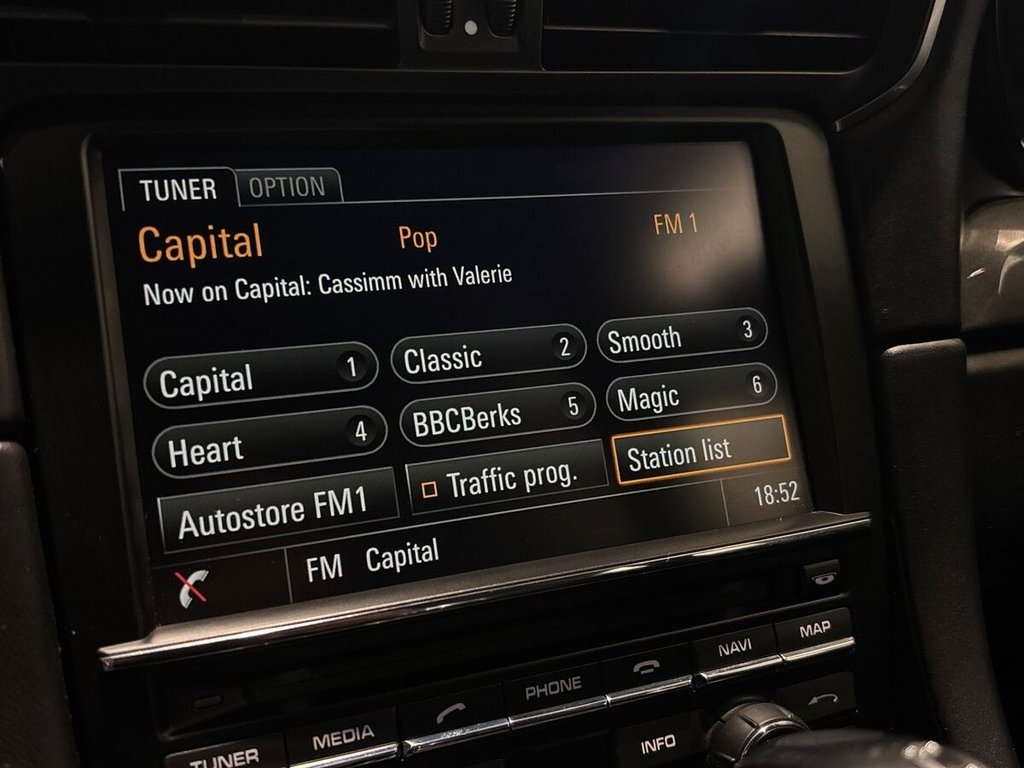 TUNER OPTION
Capital Pop FM 1
Now on Capital: Cassimm with Valerie
Capital 1 Classic 2 Smooth 3
Heart 4 BBCBerks 5 Magic 6
Autostore FM1 Traffic prog. Station list
FM Capital 18:52
TUNER MEDIA PHONE NAVI MAP
INFO